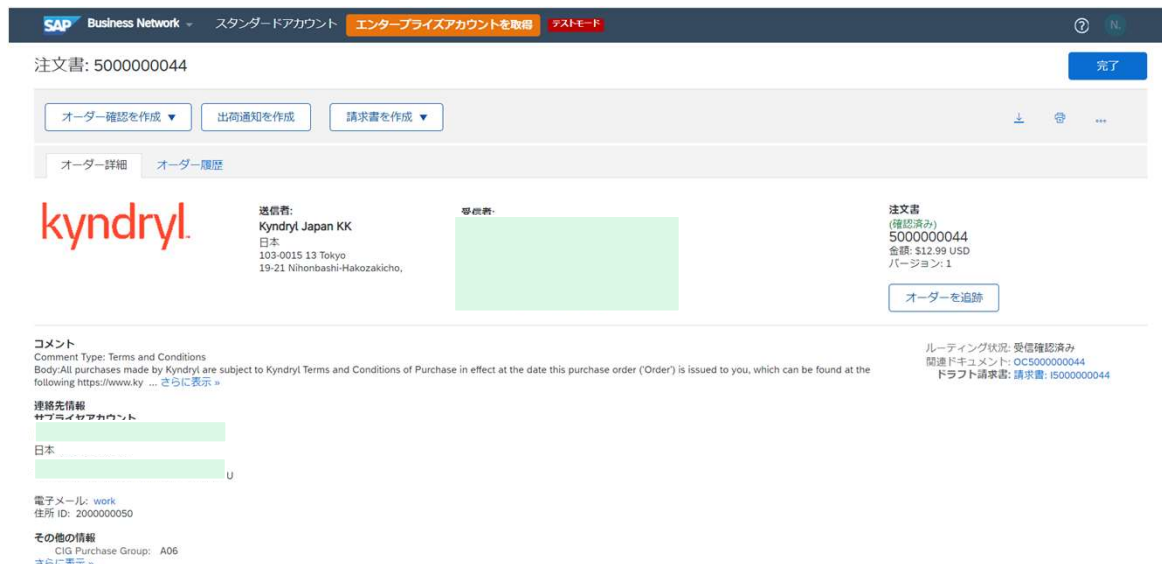 SAP Business Network スタンダードアカウント エンタープライズアカウントを取得 テストモード ? N.
注文書: 5000000044 完了
オーダー確認を作成 ▼ 出荷通知を作成 請求書を作成 ▼ ...
オーダー詳細 オーダー履歴
kyndryl.
送信者:
Kyndryl Japan KK
日本
103-0015 13 Tokyo
19-21 Nihonbashi-Hakozakicho,
受信者:
注文書
(確認済み)
5000000044
金額: $12.99 USD
バージョン: 1
オーダーを追跡
コメント
Comment Type: Terms and Conditions
Body:All purchases made by Kyndryl are subject to Kyndryl Terms and Conditions of Purchase in effect at the date this purchase order ('Order') is issued to you, which can be found at the
following https://www.ky ... さらに表示 »
ルーティング状況: 受信確認済み
関連ドキュメント: OC5000000044
ドラフト請求書: 請求書: I5000000044
連絡先情報
サプライヤアカウント
日本
U
電子メール: work
住所 ID: 2000000050
その他の情報
CIG Purchase Group: A06
さらに表示 »